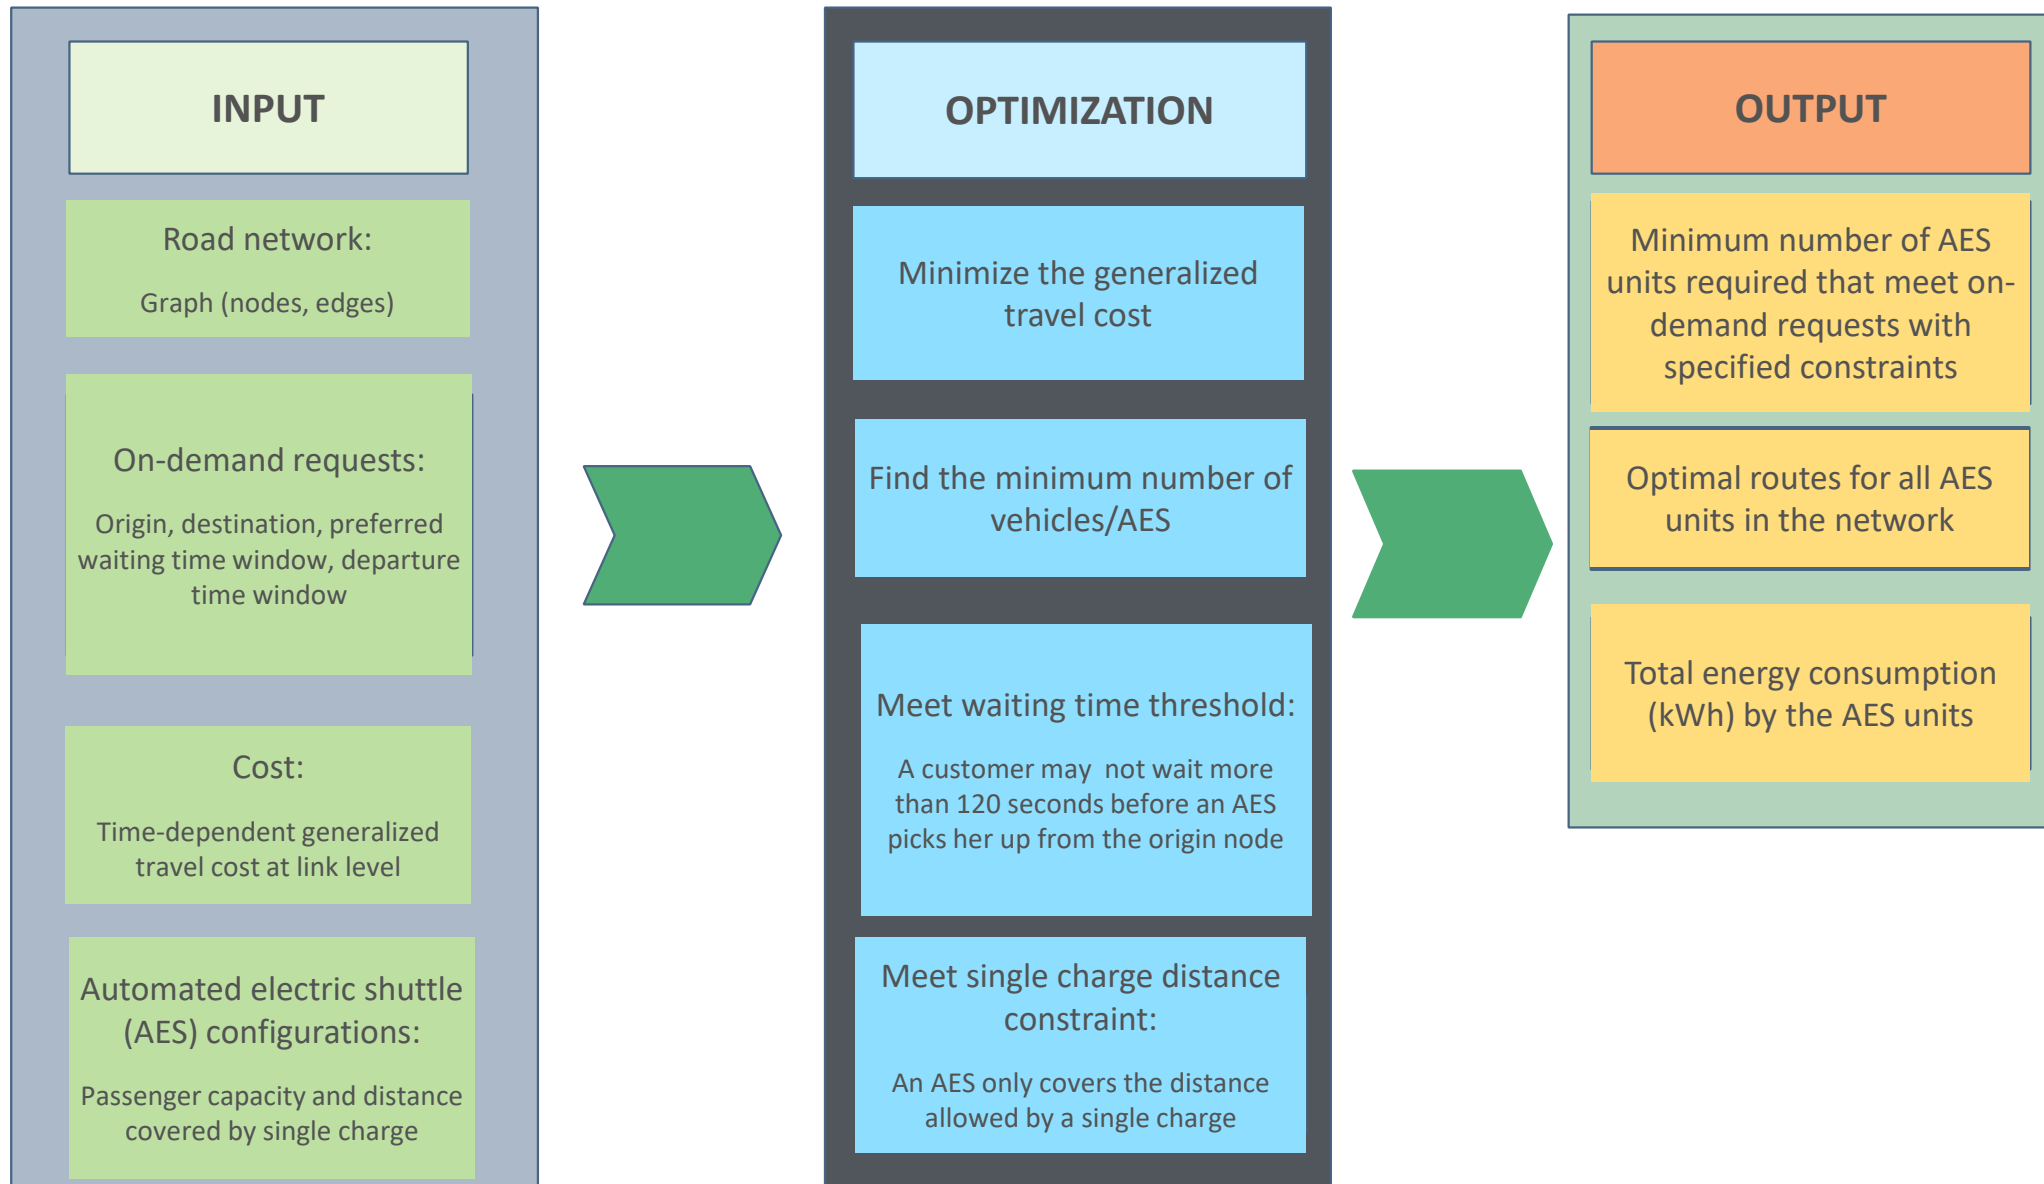 INPUT
Road network:
Graph (nodes, edges)
On-demand requests:
Origin, destination, preferred
waiting time window, departure
time window
Cost:
Time-dependent generalized
travel cost at link level
Automated electric shuttle
(AES) configurations:
Passenger capacity and distance
covered by single charge
OPTIMIZATION
Minimize the generalized
travel cost
Find the minimum number of
vehicles/AES
Meet waiting time threshold:
A customer may  not wait more
than 120 seconds before an AES
picks her up from the origin node
Meet single charge distance
constraint:
An AES only covers the distance
allowed by a single charge
OUTPUT
Minimum number of AES
units required that meet on-
demand requests with
specified constraints
Optimal routes for all AES
units in the network
Total energy consumption
(kWh) by the AES units